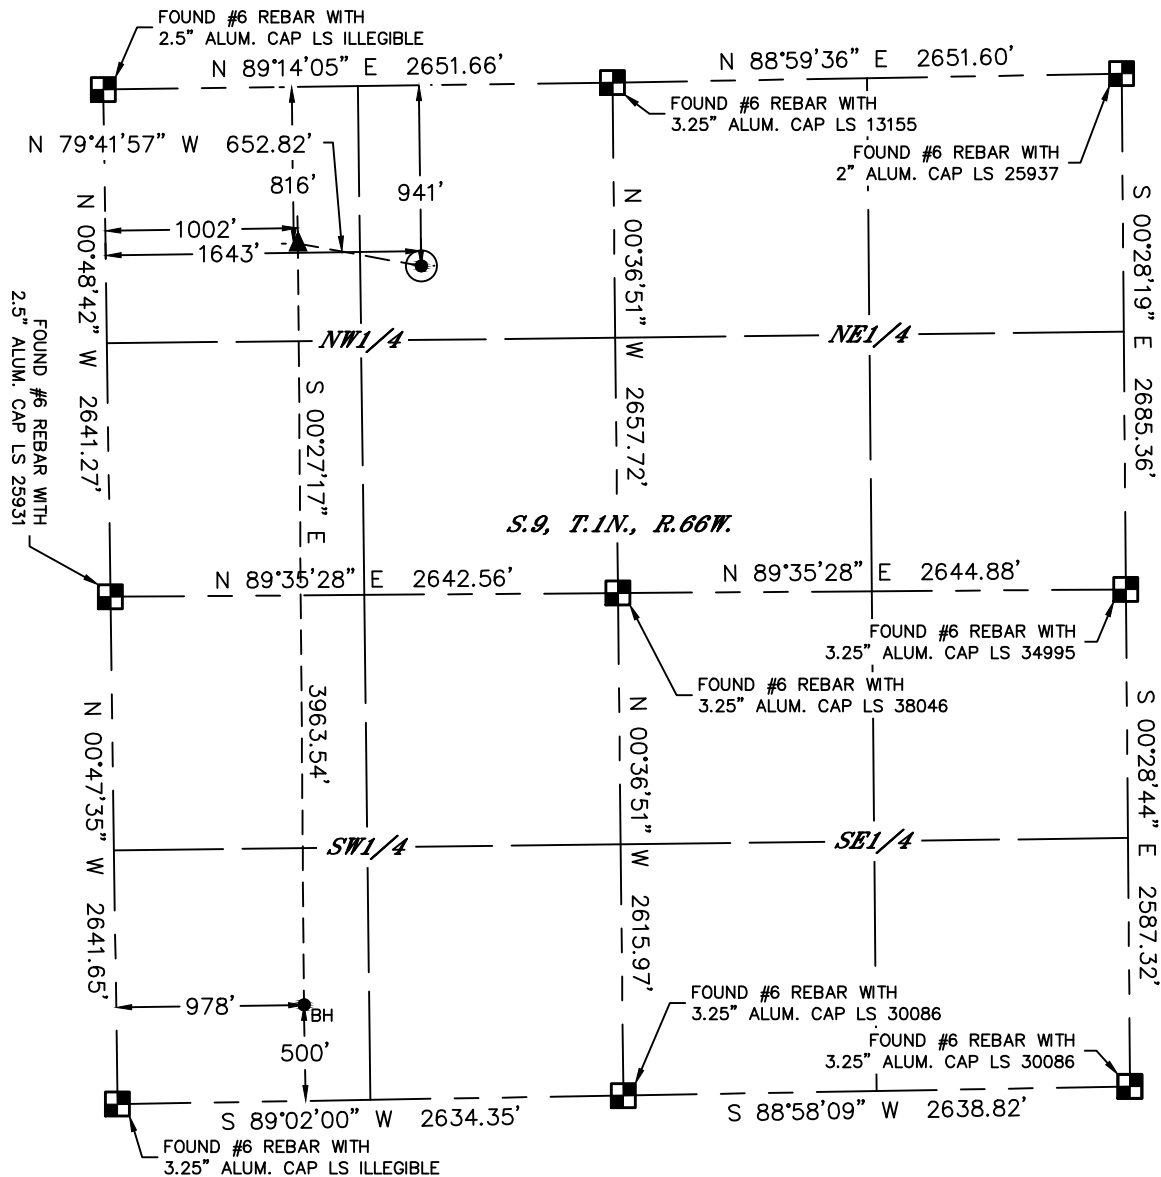 FOUND #6 REBAR WITH
2.5" ALUM. CAP LS ILLEGIBLE
N 89°14'05" E 2651.66'
N 88°59'36" E 2651.60'
FOUND #6 REBAR WITH
3.25" ALUM. CAP LS 13155
FOUND #6 REBAR WITH
2" ALUM. CAP LS 25937
N 79°41'57" W 652.82'
816'
941'
1002'
1643'
N 00°48'42" W 2641.27'
N 00°36'51" W 2657.72'
S 00°28'19" E 2685.36'
NW1/4
NE1/4
FOUND #6 REBAR WITH
2.5" ALUM. CAP LS 25931
S 00°27'17" E 3963.54'
S.9, T.1N., R.66W.
N 89°35'28" E 2642.56'
N 89°35'28" E 2644.88'
FOUND #6 REBAR WITH
3.25" ALUM. CAP LS 34995
FOUND #6 REBAR WITH
3.25" ALUM. CAP LS 38046
N 00°47'35" W 2641.65'
N 00°36'51" W 2615.97'
S 00°28'44" E 2587.32'
SW1/4
SE1/4
978'
BH
500'
FOUND #6 REBAR WITH
3.25" ALUM. CAP LS 30086
FOUND #6 REBAR WITH
3.25" ALUM. CAP LS 30086
S 89°02'00" W 2634.35'
S 88°58'09" W 2638.82'
FOUND #6 REBAR WITH
3.25" ALUM. CAP LS ILLEGIBLE